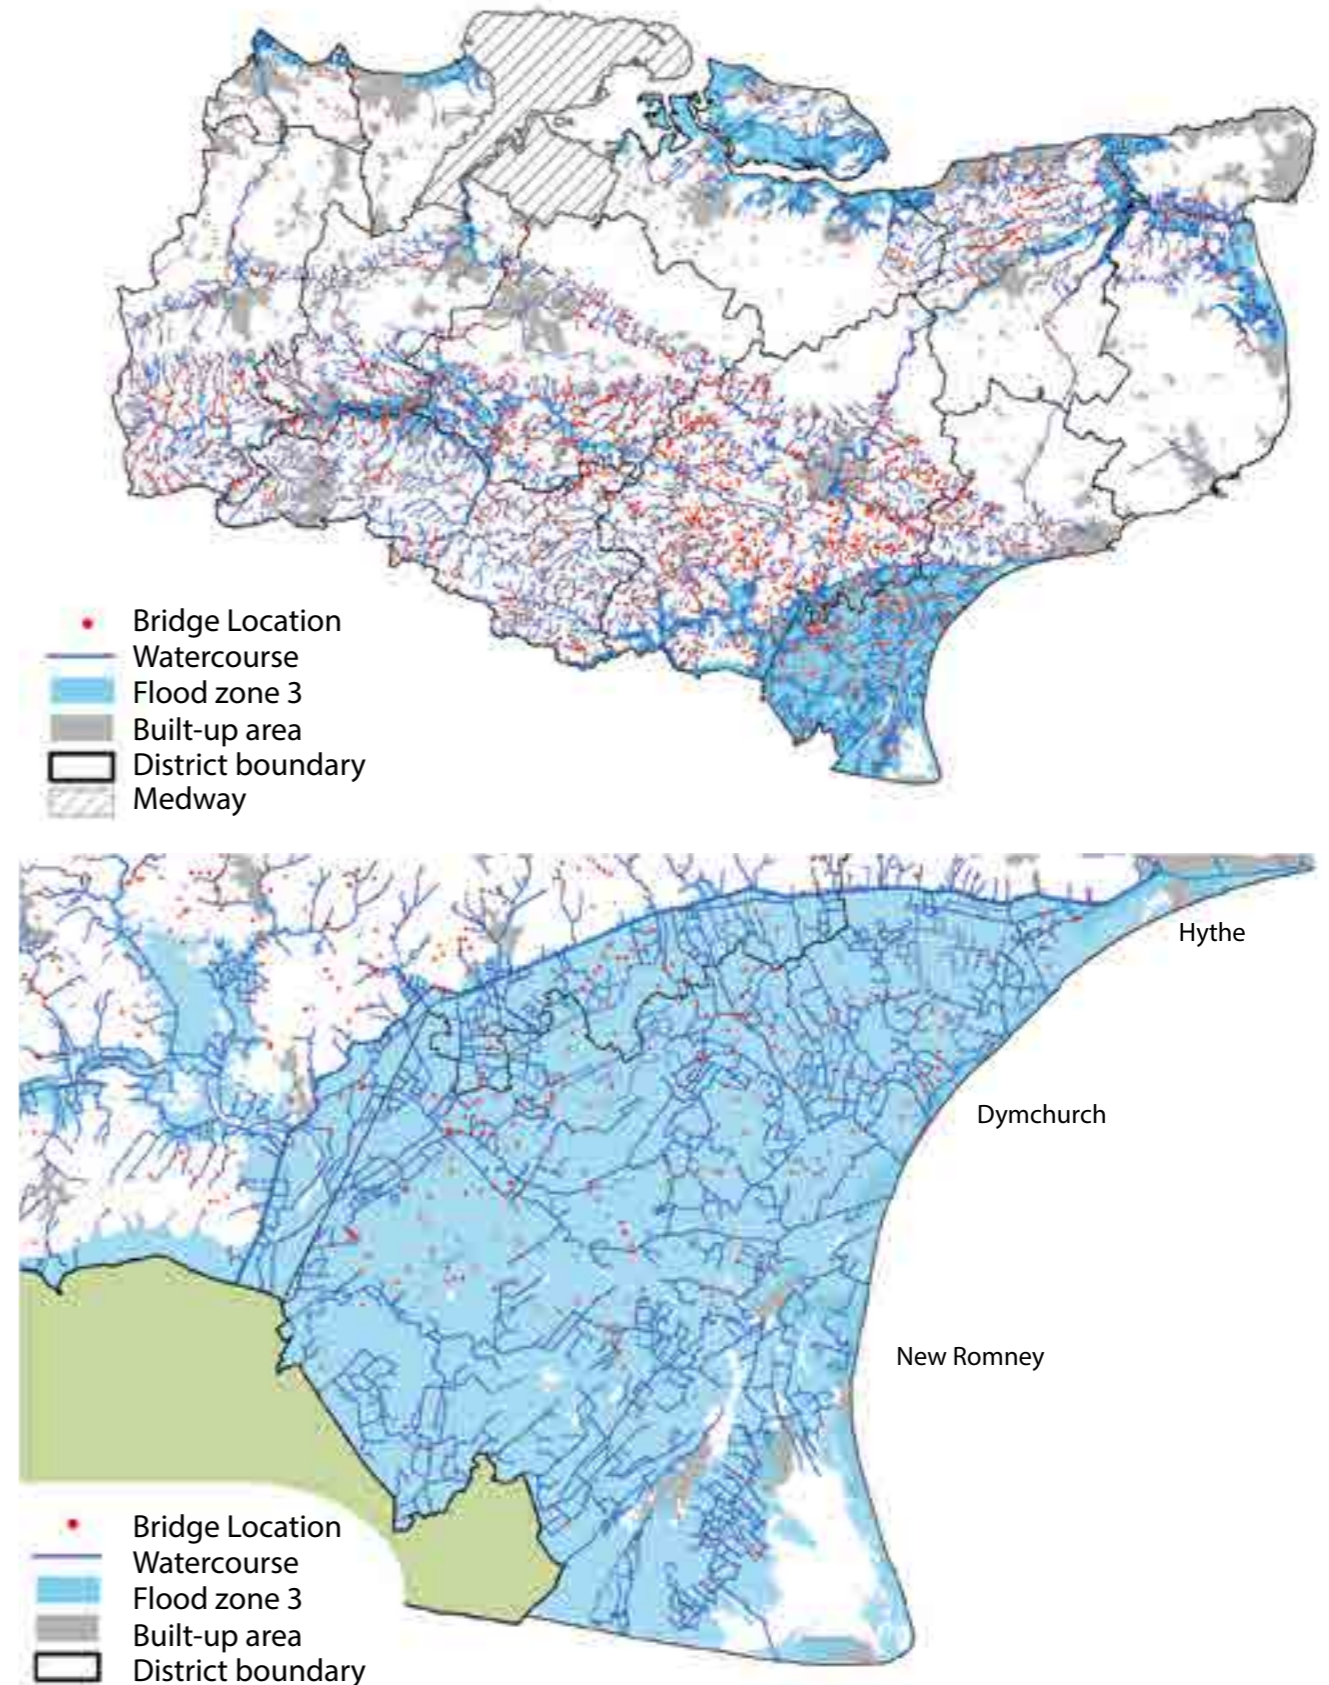 Bridge Location
Watercourse
Flood zone 3
Built-up area
District boundary
Medway
Hythe
Dymchurch
New Romney
Bridge Location
Watercourse
Flood zone 3
Built-up area
District boundary